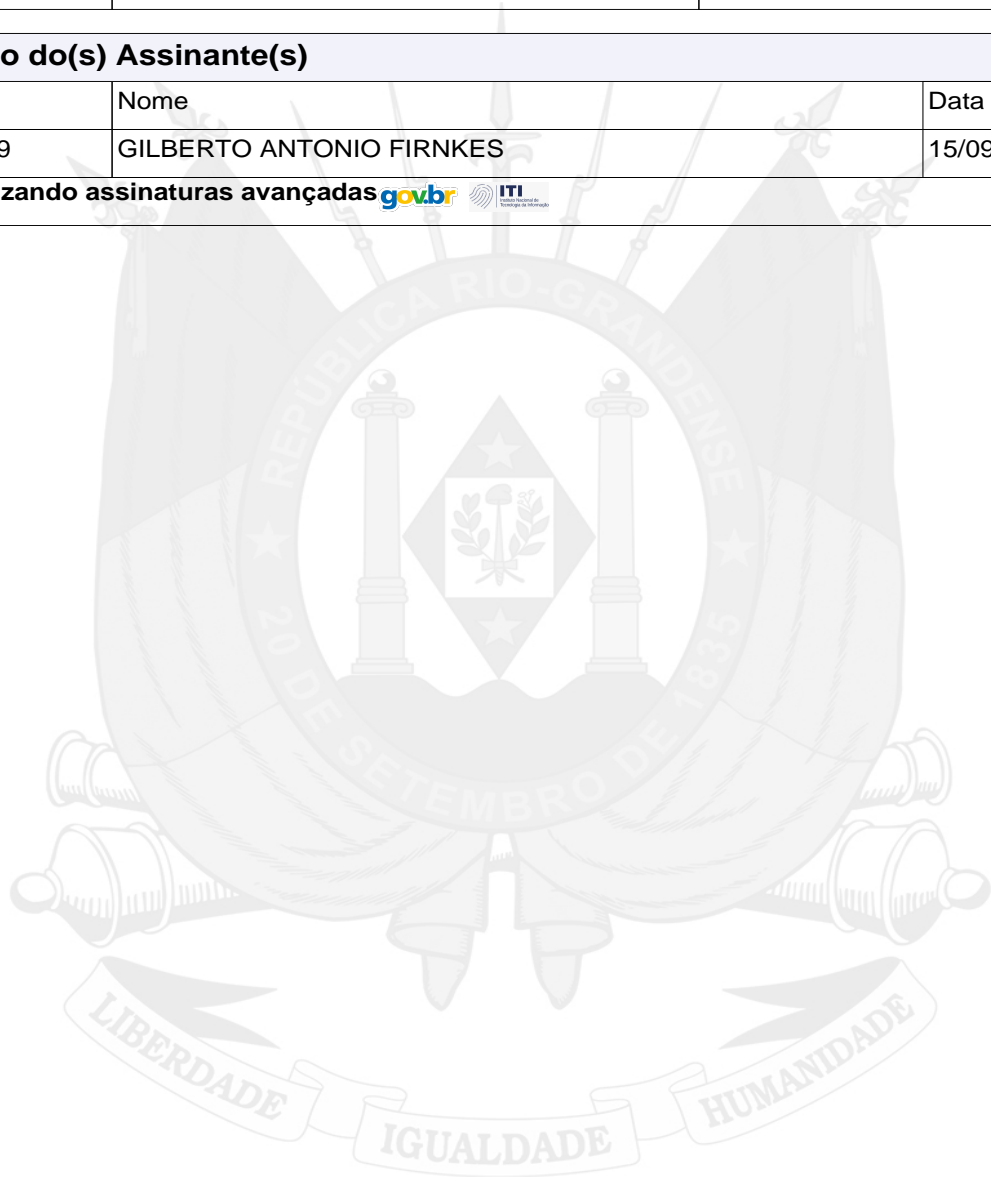 o do(s) Assinante(s)
Nome
Data
9
GILBERTO ANTONIO FIRNKES
15/09
zando assinaturas avançadas gov.br ITI
REPÚBLICA RIO-GRANDENSE
20 DE SETEMBRO DE 1835
LIBERDADE
IGUALDADE
HUMANIDADE